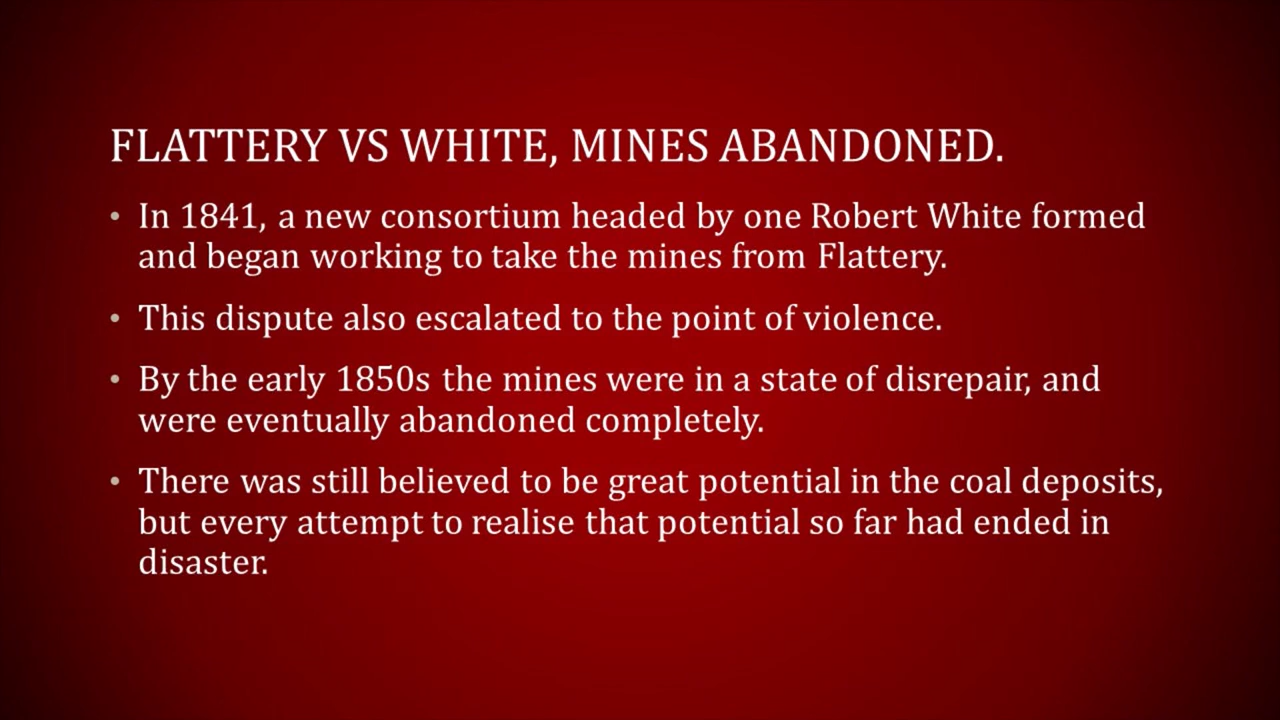 FLATTERY VS WHITE, MINES ABANDONED.
• In 1841, a new consortium headed by one Robert White formed
and began working to take the mines from Flattery.
• This dispute also escalated to the point of violence.
• By the early 1850s the mines were in a state of disrepair, and
were eventually abandoned completely.
• There was still believed to be great potential in the coal deposits,
but every attempt to realise that potential so far had ended in
disaster.